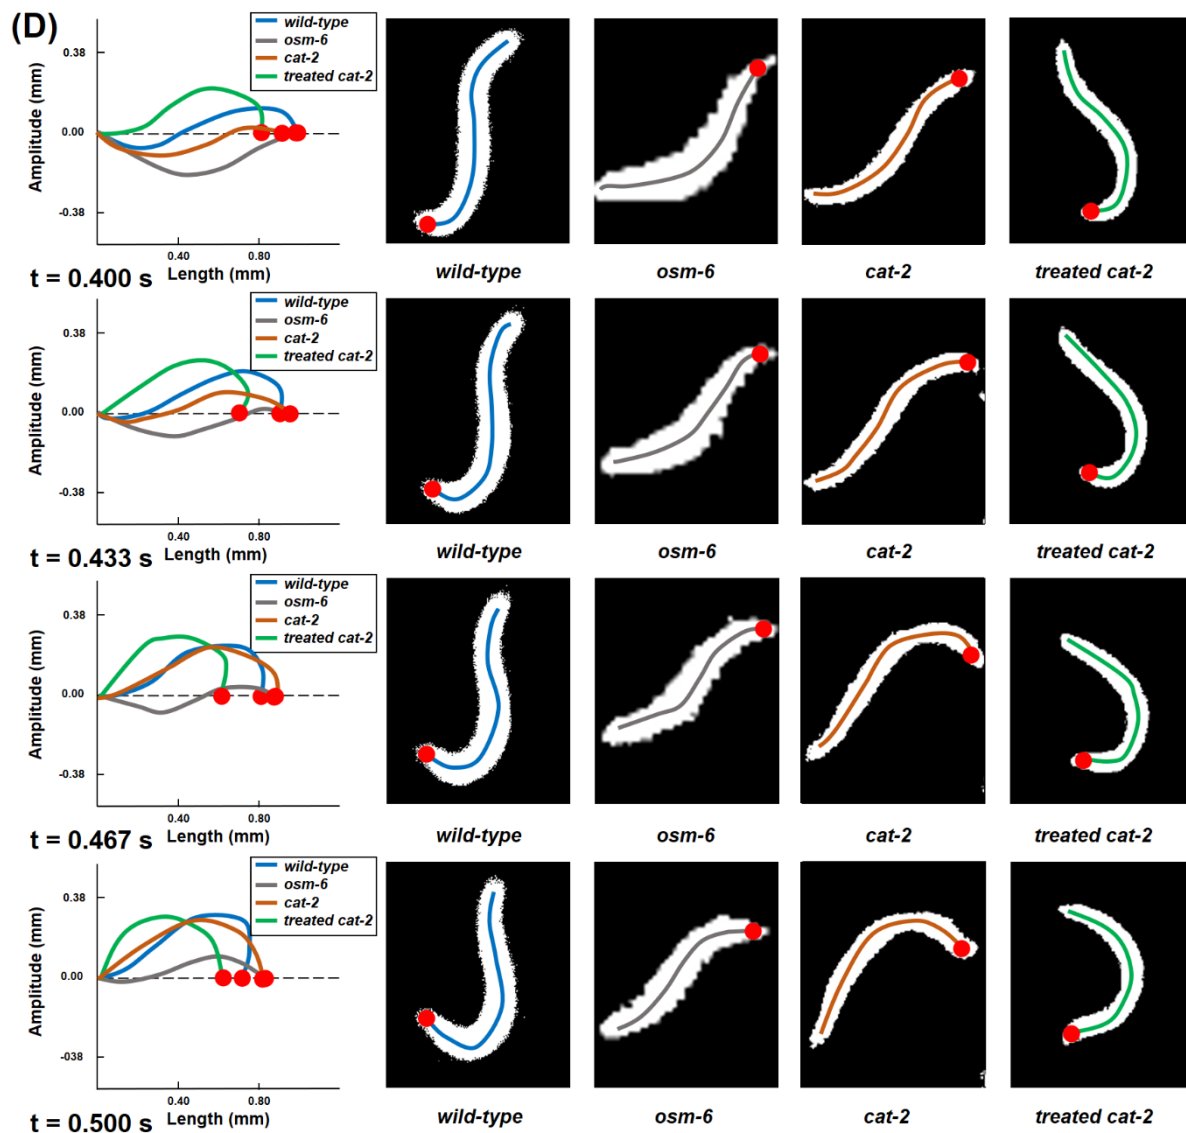 (D)
Amplitude (mm)
0.38
0.00
-0.38
0.40
0.80
Length (mm)
wild-type
osm-6
cat-2
treated cat-2
t = 0.400 s
wild-type
osm-6
cat-2
treated cat-2
Amplitude (mm)
0.38
0.00
-0.38
0.40
0.80
Length (mm)
wild-type
osm-6
cat-2
treated cat-2
t = 0.433 s
wild-type
osm-6
cat-2
treated cat-2
Amplitude (mm)
0.38
0.00
-0.38
0.40
0.80
Length (mm)
wild-type
osm-6
cat-2
treated cat-2
t = 0.467 s
wild-type
osm-6
cat-2
treated cat-2
Amplitude (mm)
0.38
0.00
-038
0.40
0.80
Length (mm)
wild-type
osm-6
cat-2
treated cat-2
t = 0.500 s
wild-type
osm-6
cat-2
treated cat-2